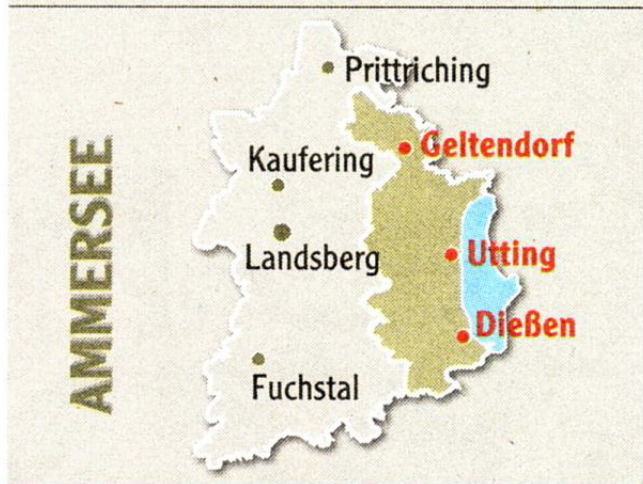 Prittriching
Geltendorf
Kaufering
AMMERSEE
Utting
Landsberg
Dießen
Fuchstal